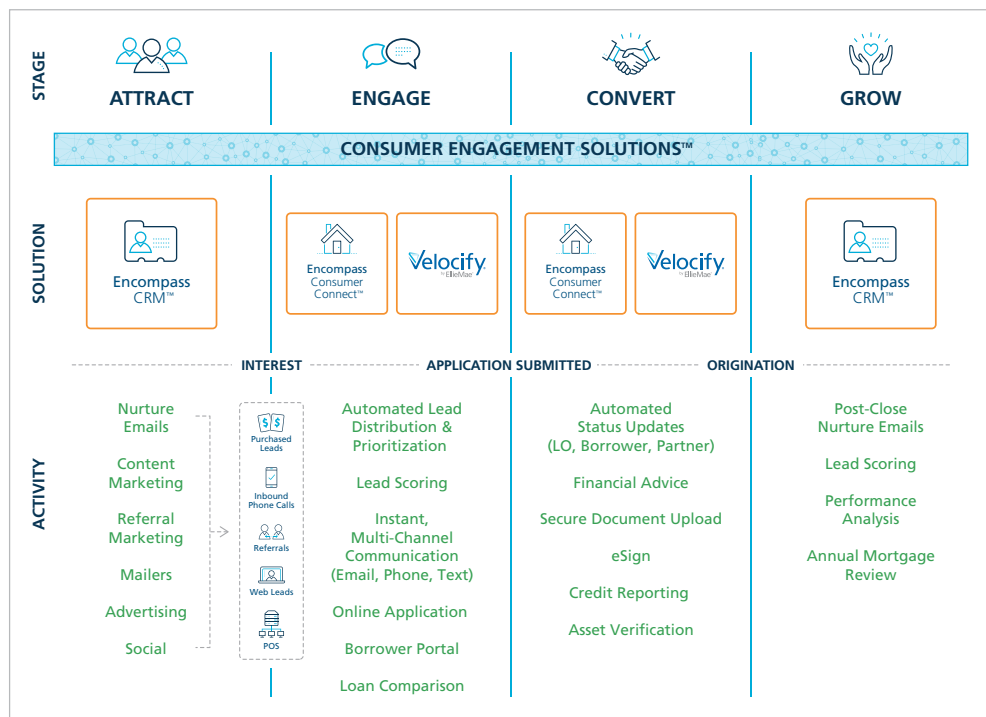 STAGE
ATTRACT
ENGAGE
CONVERT
GROW
CONSUMER ENGAGEMENT SOLUTIONS™
SOLUTION
Encompass
CRM™
Encompass
Consumer
Connect™
Velocify®
by EllieMae®
Encompass
Consumer
Connect™
Velocify®
by EllieMae®
Encompass
CRM™
INTEREST
APPLICATION SUBMITTED
ORIGINATION
ACTIVITY
Nurture
Emails
Content
Marketing
Referral
Marketing
Mailers
Advertising
Social
$ $
Purchased
Leads
Inbound
Phone Calls
Referrals
Web Leads
POS
Automated Lead
Distribution &
Prioritization
Lead Scoring
Instant,
Multi-Channel
Communication
(Email, Phone, Text)
Online Application
Borrower Portal
Loan Comparison
Automated
Status Updates
(LO, Borrower, Partner)
Financial Advice
Secure Document Upload
eSign
Credit Reporting
Asset Verification
Post-Close
Nurture Emails
Lead Scoring
Performance
Analysis
Annual Mortgage
Review